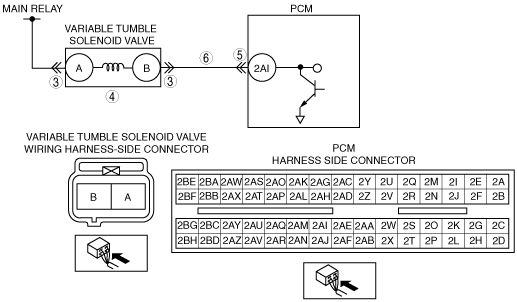 MAIN RELAY
PCM
VARIABLE TUMBLE
SOLENOID VALVE
A B
3 4 3 6 5
2AI
VARIABLE TUMBLE SOLENOID VALVE
WIRING HARNESS-SIDE CONNECTOR
B A
PCM
HARNESS SIDE CONNECTOR
2BE 2BA 2AW 2AS 2AO 2AK 2AG 2AC 2Y 2U 2Q 2M 2I 2E 2A
2BF 2BB 2AX 2AT 2AP 2AL 2AH 2AD 2Z 2V 2R 2N 2J 2F 2B
2BG 2BC 2AY 2AU 2AQ 2AM 2AI 2AE 2AA 2W 2S 2O 2K 2G 2C
2BH 2BD 2AZ 2AV 2AR 2AN 2AJ 2AF 2AB 2X 2T 2P 2L 2H 2D